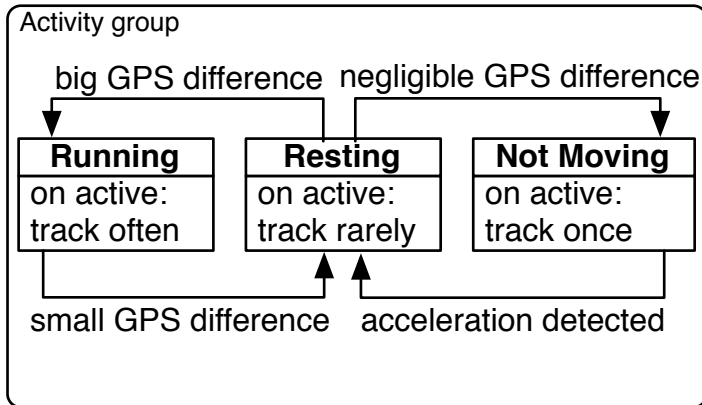 Activity group
big GPS difference
negligible GPS difference
Running
on active:
track often
Resting
on active:
track rarely
Not Moving
on active:
track once
small GPS difference
acceleration detected